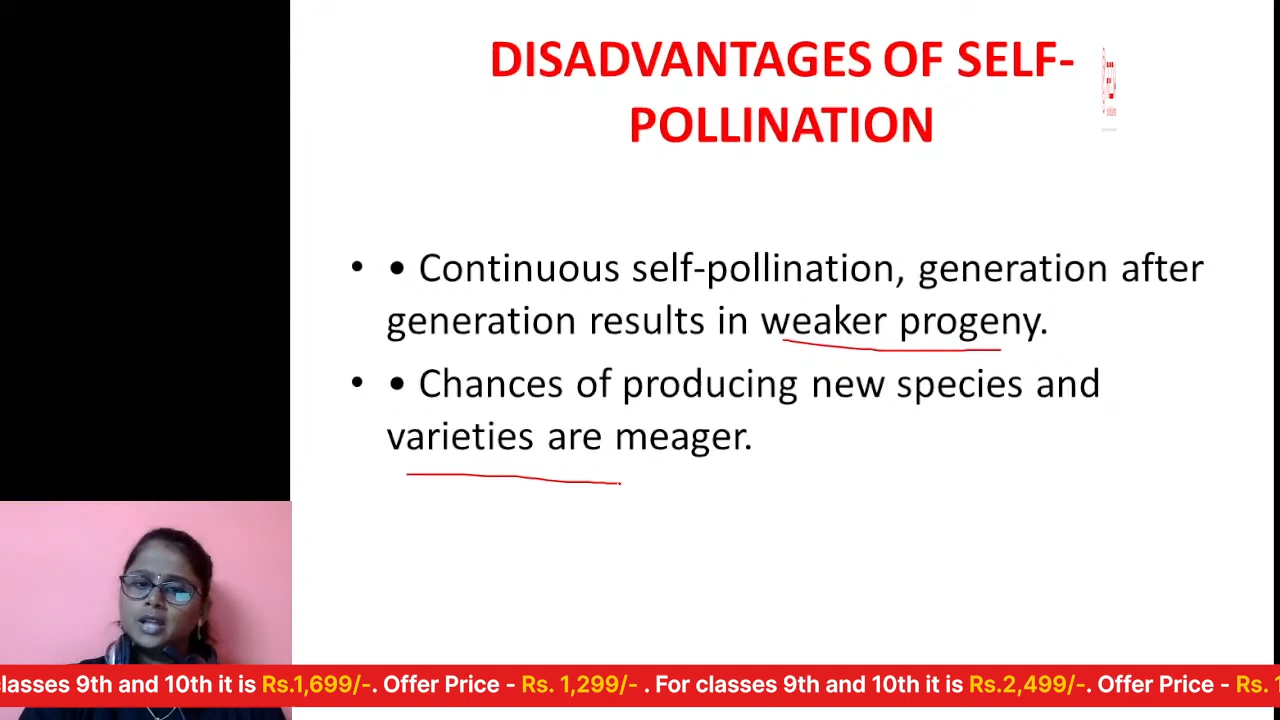 DISADVANTAGES OF SELF-
POLLINATION
• • Continuous self-pollination, generation after
generation results in weaker progeny.
• • Chances of producing new species and
varieties are meager.
classes 9th and 10th it is Rs.1,699/-. Offer Price - Rs. 1,299/- . For classes 9th and 10th it is Rs.2,499/-. Offer Price - Rs. 1